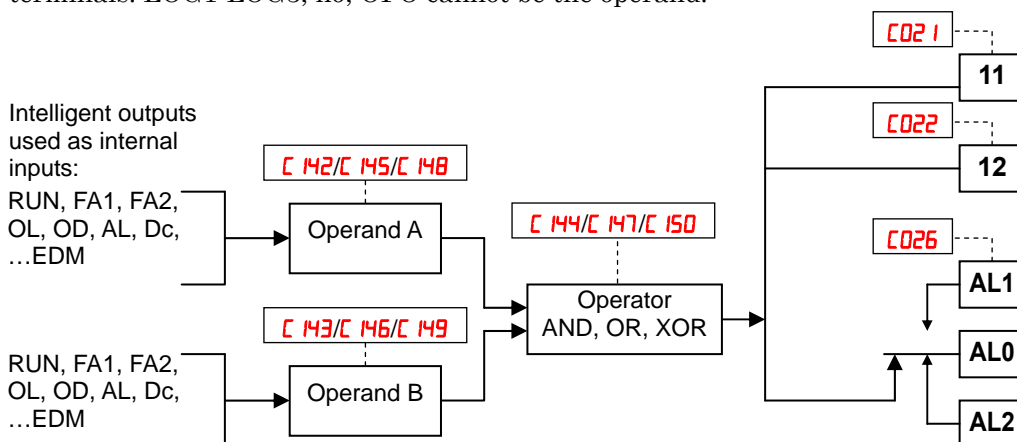 terminals. LOG1-LOG3, no, OPO cannot be the operand.
C021
11
Intelligent outputs
used as internal
inputs:
C022
12
C142/C145/C148
RUN, FA1, FA2,
OL, OD, AL, Dc,
…EDM
Operand A
C144/C147/C150
C026
AL1
Operator
AND, OR, XOR
C143/C146/C149
AL0
RUN, FA1, FA2,
OL, OD, AL, Dc,
…EDM
Operand B
AL2